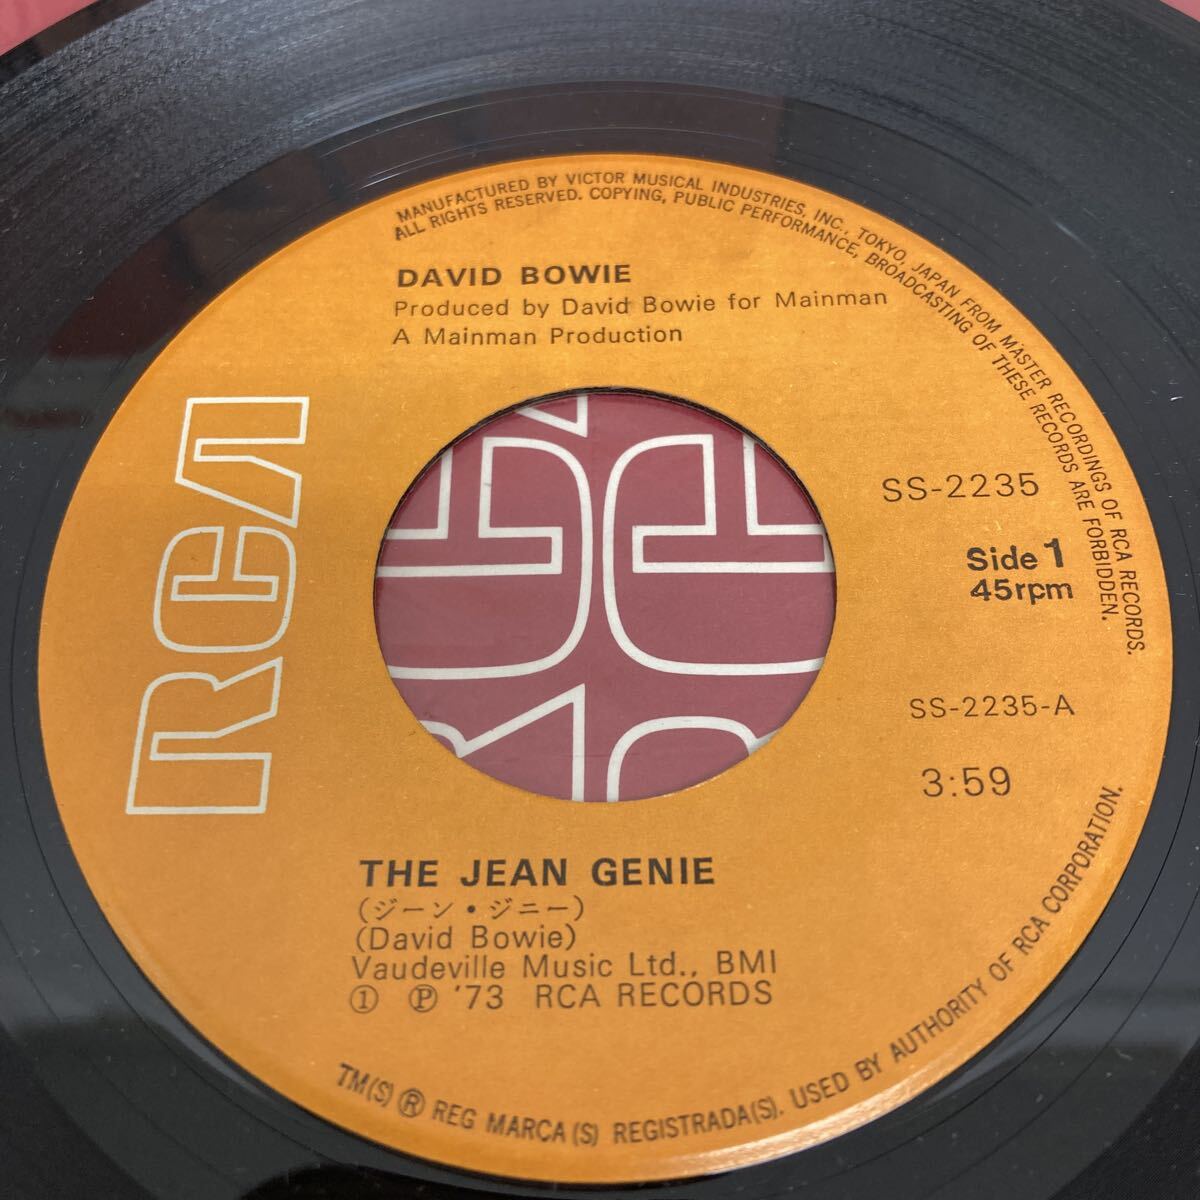 MANUFACTURED BY VICTOR MUSICAL INDUSTRIES, INC., TOKYO, JAPAN FROM MASTER RECORDINGS OF RCA RECORDS.
ALL RIGHTS RESERVED. COPYING, PUBLIC PERFORMANCE, BROADCASTING OF THESE RECORDS ARE FORBIDDEN.
DAVID BOWIE
Produced by David Bowie for Mainman
A Mainman Production
RCA
SS-2235
Side 1
45rpm
SS-2235-A
3:59
THE JEAN GENIE
(ジーン・ジニー)
(David Bowie)
Vaudeville Music Ltd., BMI
① Ⓟ '73 RCA RECORDS
TM(S) ® REG MARCA(S) REGISTRADA(S). USED BY AUTHORITY OF RCA CORPORATION.